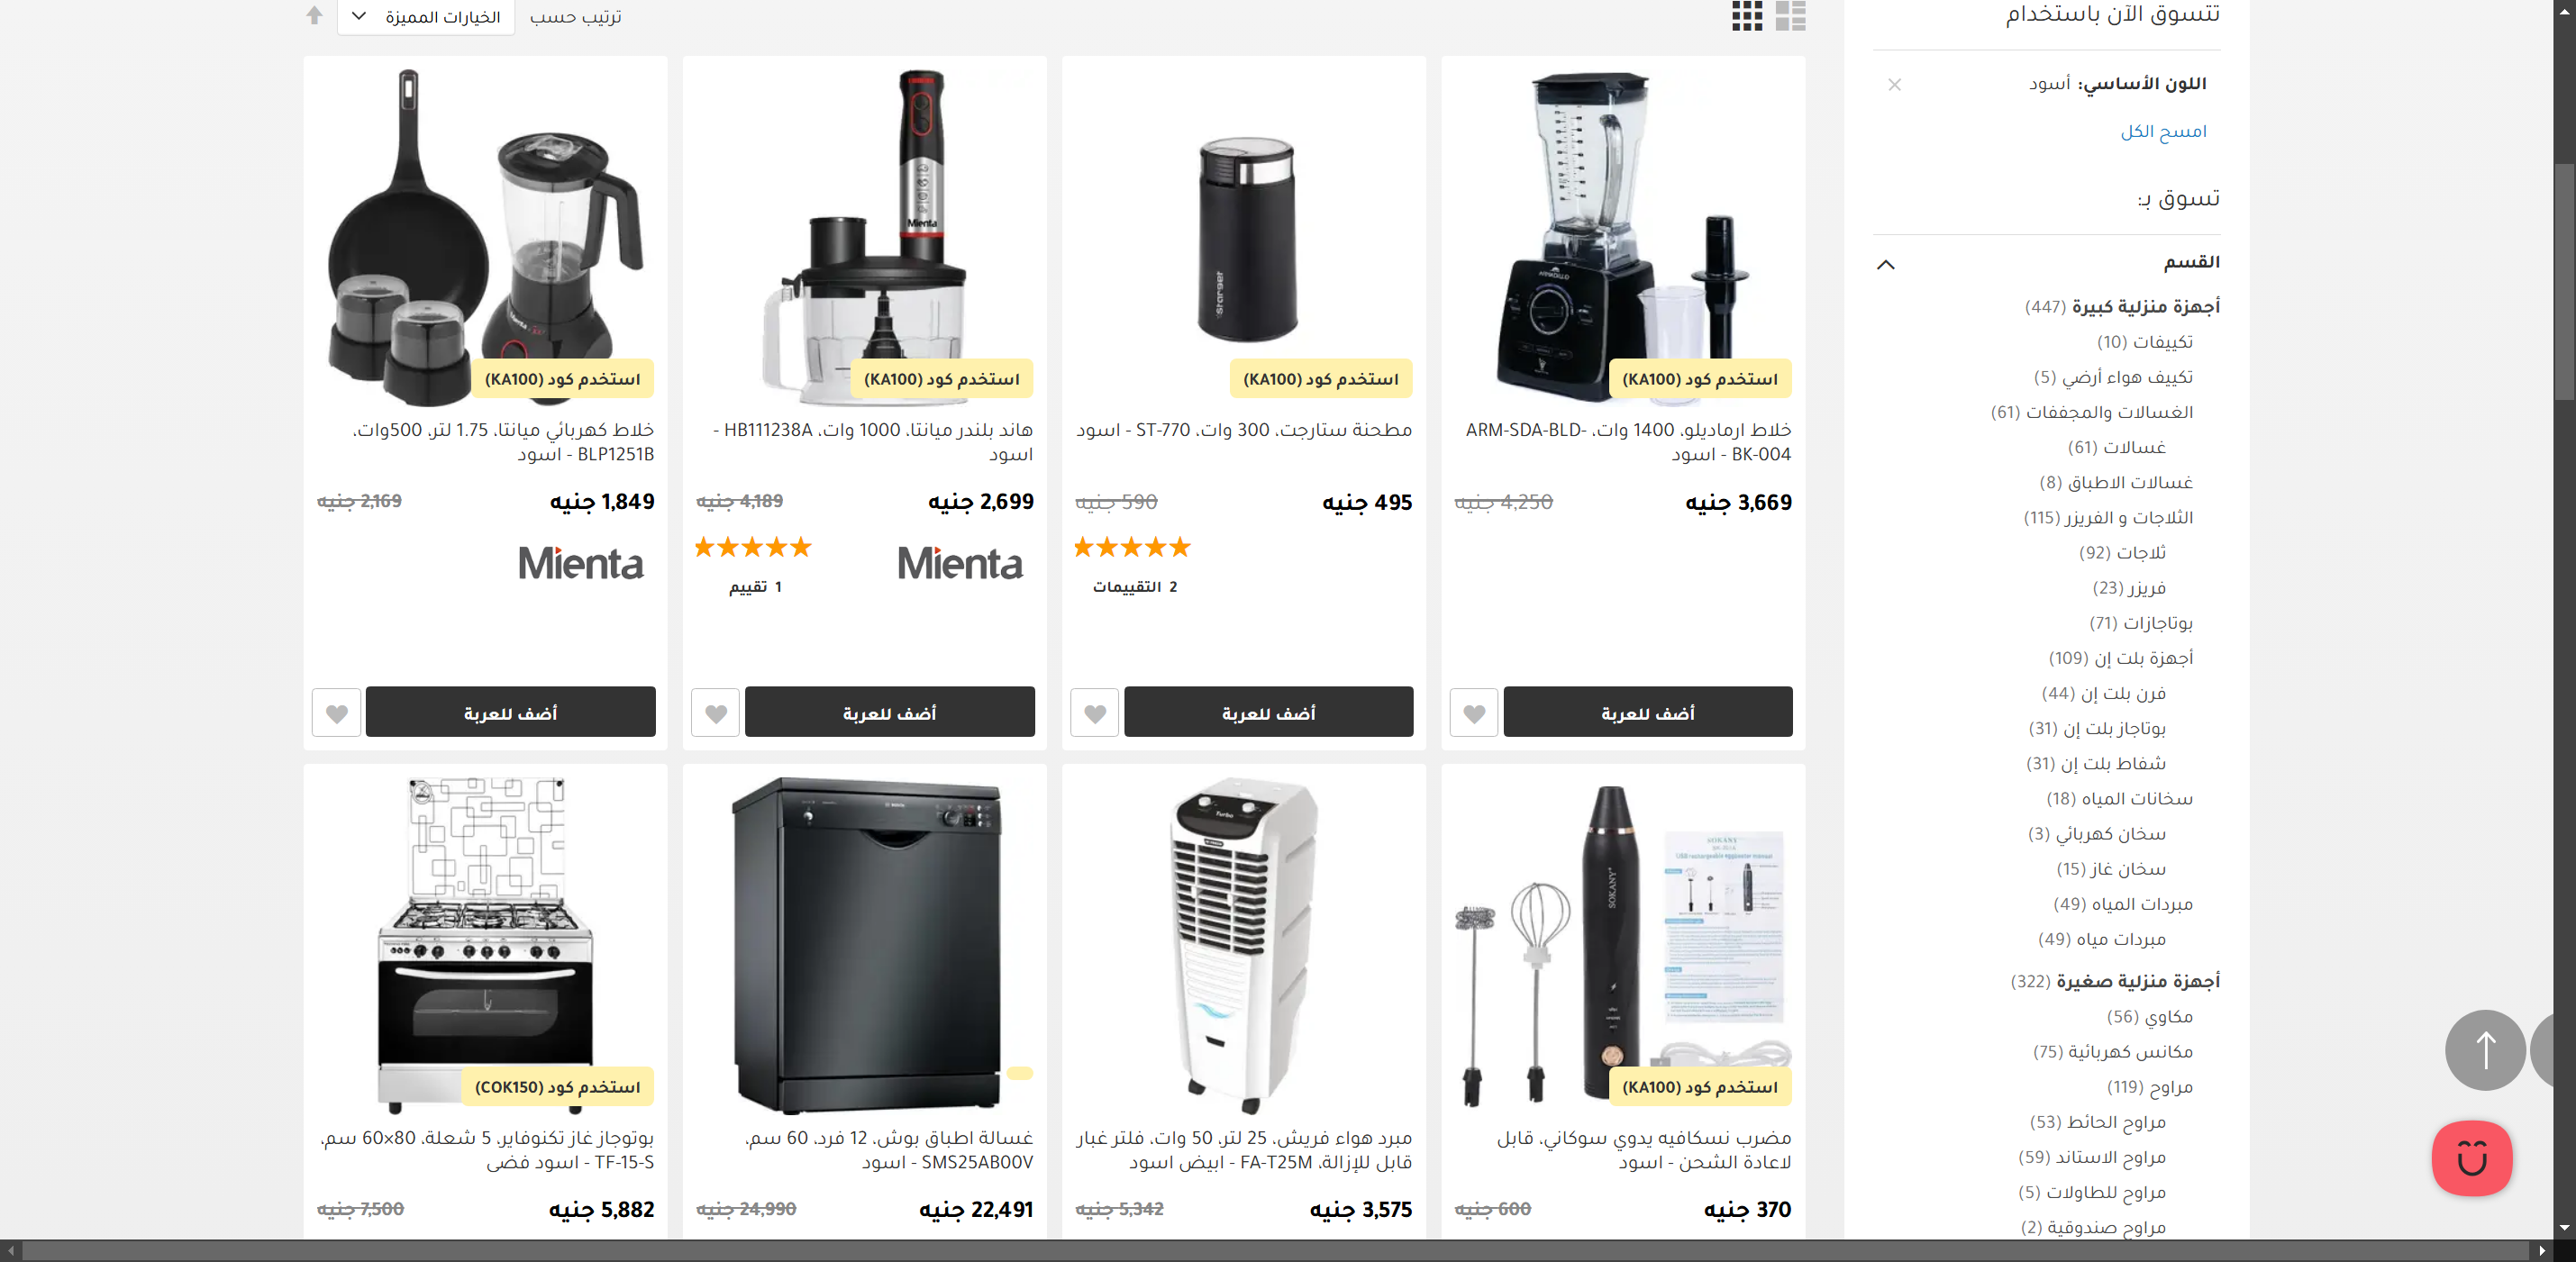 تتسوق الآن باستخدام
اللون الأساسي: أسود
امسح الكل
تسوق بـ:
القسم
أجهزة منزلية كبيرة (447)
تكييفات (10)
تكييف هواء أرضي (5)
الغسالات والمجففات (61)
غسالات (61)
غسالات الاطباق (8)
الثلاجات و الفريزر (115)
ثلاجات (92)
فريزر (23)
بوتاجازات (71)
أجهزة بلت إن (109)
فرن بلت إن (44)
بوتاجاز بلت إن (31)
شفاط بلت إن (31)
سخانات المياه (18)
سخان كهربائي (3)
سخان غاز (15)
مبردات المياه (49)
مبردات مياه (49)
أجهزة منزلية صغيرة (322)
مكاوي (56)
مكانس كهربائية (75)
مراوح (119)
مراوح الحائط (53)
مراوح الاستاند (59)
مراوح للطاولات (5)
مراوح صندوقية (2)
ترتيب حسب
الخيارات المميزة
ARMADILLO
استخدم كود (KA100)
خلاط ارماديلو، 1400 وات، ARM-SDA-BLD-
BK-004 - اسود
3,669 جنيه
4,250 جنيه
أضف للعربة
Starget
استخدم كود (KA100)
مطحنة ستارجت، 300 وات، ST-770 - اسود
495 جنيه
590 جنيه
2 التقييمات
أضف للعربة
Mienta
استخدم كود (KA100)
هاند بلندر ميانتا، 1000 وات، HB111238A -
اسود
2,699 جنيه
4,189 جنيه
Mienta
1 تقييم
أضف للعربة
Mienta
استخدم كود (KA100)
خلاط كهربائي ميانتا، 1.75 لتر، 500وات،
BLP1251B - اسود
1,849 جنيه
2,169 جنيه
Mienta
أضف للعربة
SOKANY
SOKANY
استخدم كود (KA100)
مضرب نسكافيه يدوي سوكاني، قابل
لاعادة الشحن - اسود
370 جنيه
600 جنيه
Turbo
مبرد هواء فريش، 25 لتر، 50 وات، فلتر غبار
قابل للإزالة، FA-T25M - ابيض اسود
3,575 جنيه
5,342 جنيه
غسالة اطباق بوش، 12 فرد، 60 سم،
SMS25AB00V - اسود
22,491 جنيه
24,990 جنيه
استخدم كود (COK150)
بوتوجاز غاز تكنوفاير، 5 شعلة، 80×60 سم،
TF-15-S - اسود فضى
5,882 جنيه
7,500 جنيه